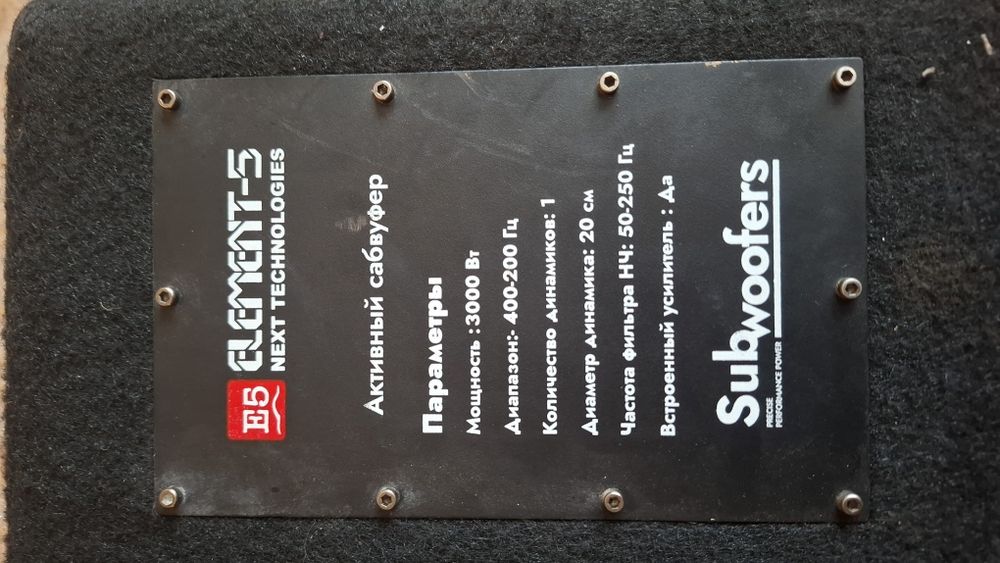 E5 ELEMENT-5
NEXT TECHNOLOGIES
Активный сабвуфер
Параметры
Мощность :3000 Вт
Диапазон:- 400-200 Гц
Количество динамиков: 1
Диаметр динамика: 20 см
Частота фильтра НЧ: 50-250 Гц
Встроенный усилитель : Да
Subwoofers
PRECISE
PERFORMANCE POWER